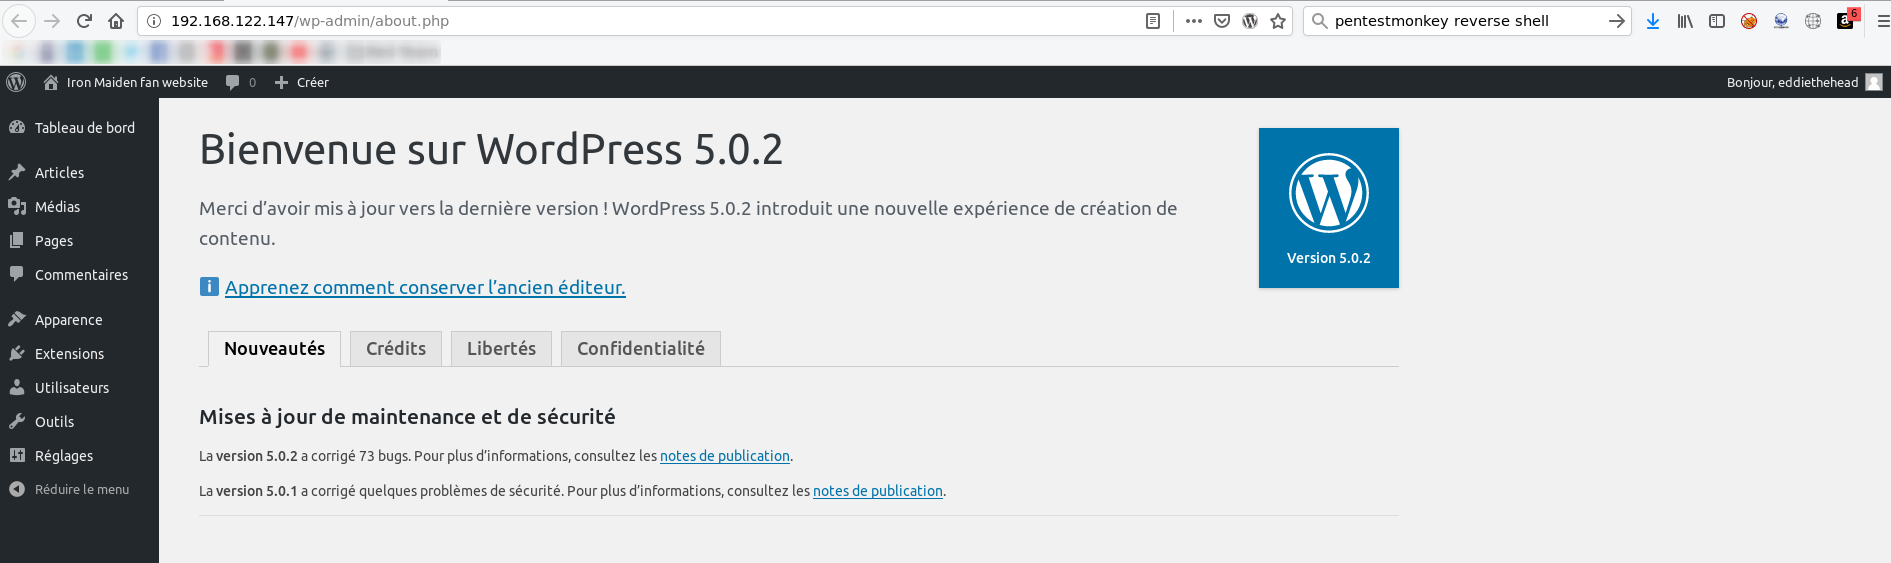 192.168.122.147/wp-admin/about.php
pentestmonkey reverse shell
6
Iron Maiden fan website
0
Créer
Bonjour, eddiethehead
Tableau de bord
Articles
Médias
Pages
Commentaires
Apparence
Extensions
Utilisateurs
Outils
Réglages
Réduire le menu
Bienvenue sur WordPress 5.0.2
Merci d’avoir mis à jour vers la dernière version ! WordPress 5.0.2 introduit une nouvelle expérience de création de
contenu.
Version 5.0.2
Apprenez comment conserver l’ancien éditeur.
Nouveautés
Crédits
Libertés
Confidentialité
Mises à jour de maintenance et de sécurité
La version 5.0.2 a corrigé 73 bugs. Pour plus d’informations, consultez les notes de publication.
La version 5.0.1 a corrigé quelques problèmes de sécurité. Pour plus d’informations, consultez les notes de publication.